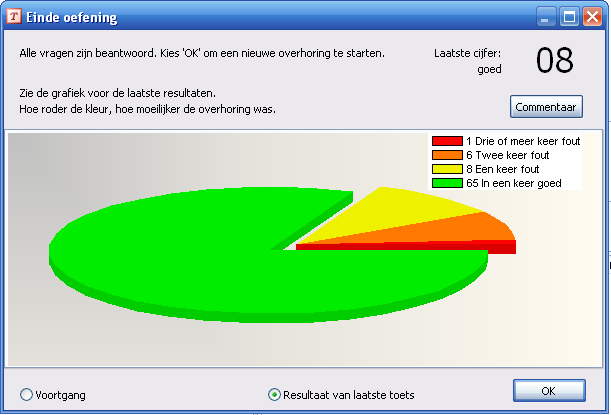 Einde oefening
Alle vragen zijn beantwoord. Kies 'OK' om een nieuwe overhoring te starten.
Laatste cijfer:
goed
08
Zie de grafiek voor de laatste resultaten.
Hoe roder de kleur, hoe moeilijker de overhoring was.
Commentaar
1 Drie of meer keer fout
6 Twee keer fout
8 Een keer fout
65 In een keer goed
Voortgang
Resultaat van laatste toets
OK